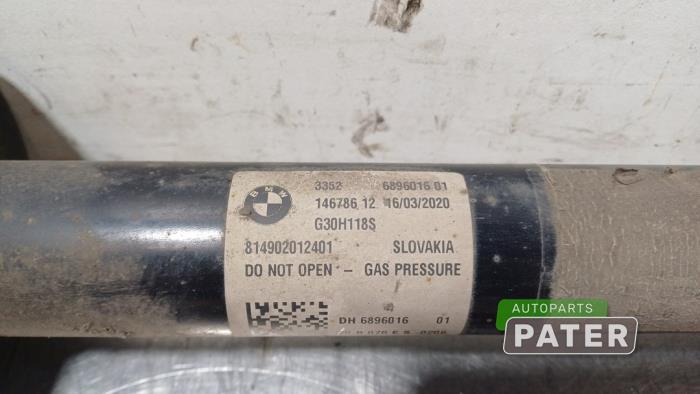 BMW
3352 6896016 01
146786 12 16/03/2020
G30H118S
814902012401 SLOVAKIA
DO NOT OPEN - GAS PRESSURE
DH 6896016 01
AUTOPARTS
PATER